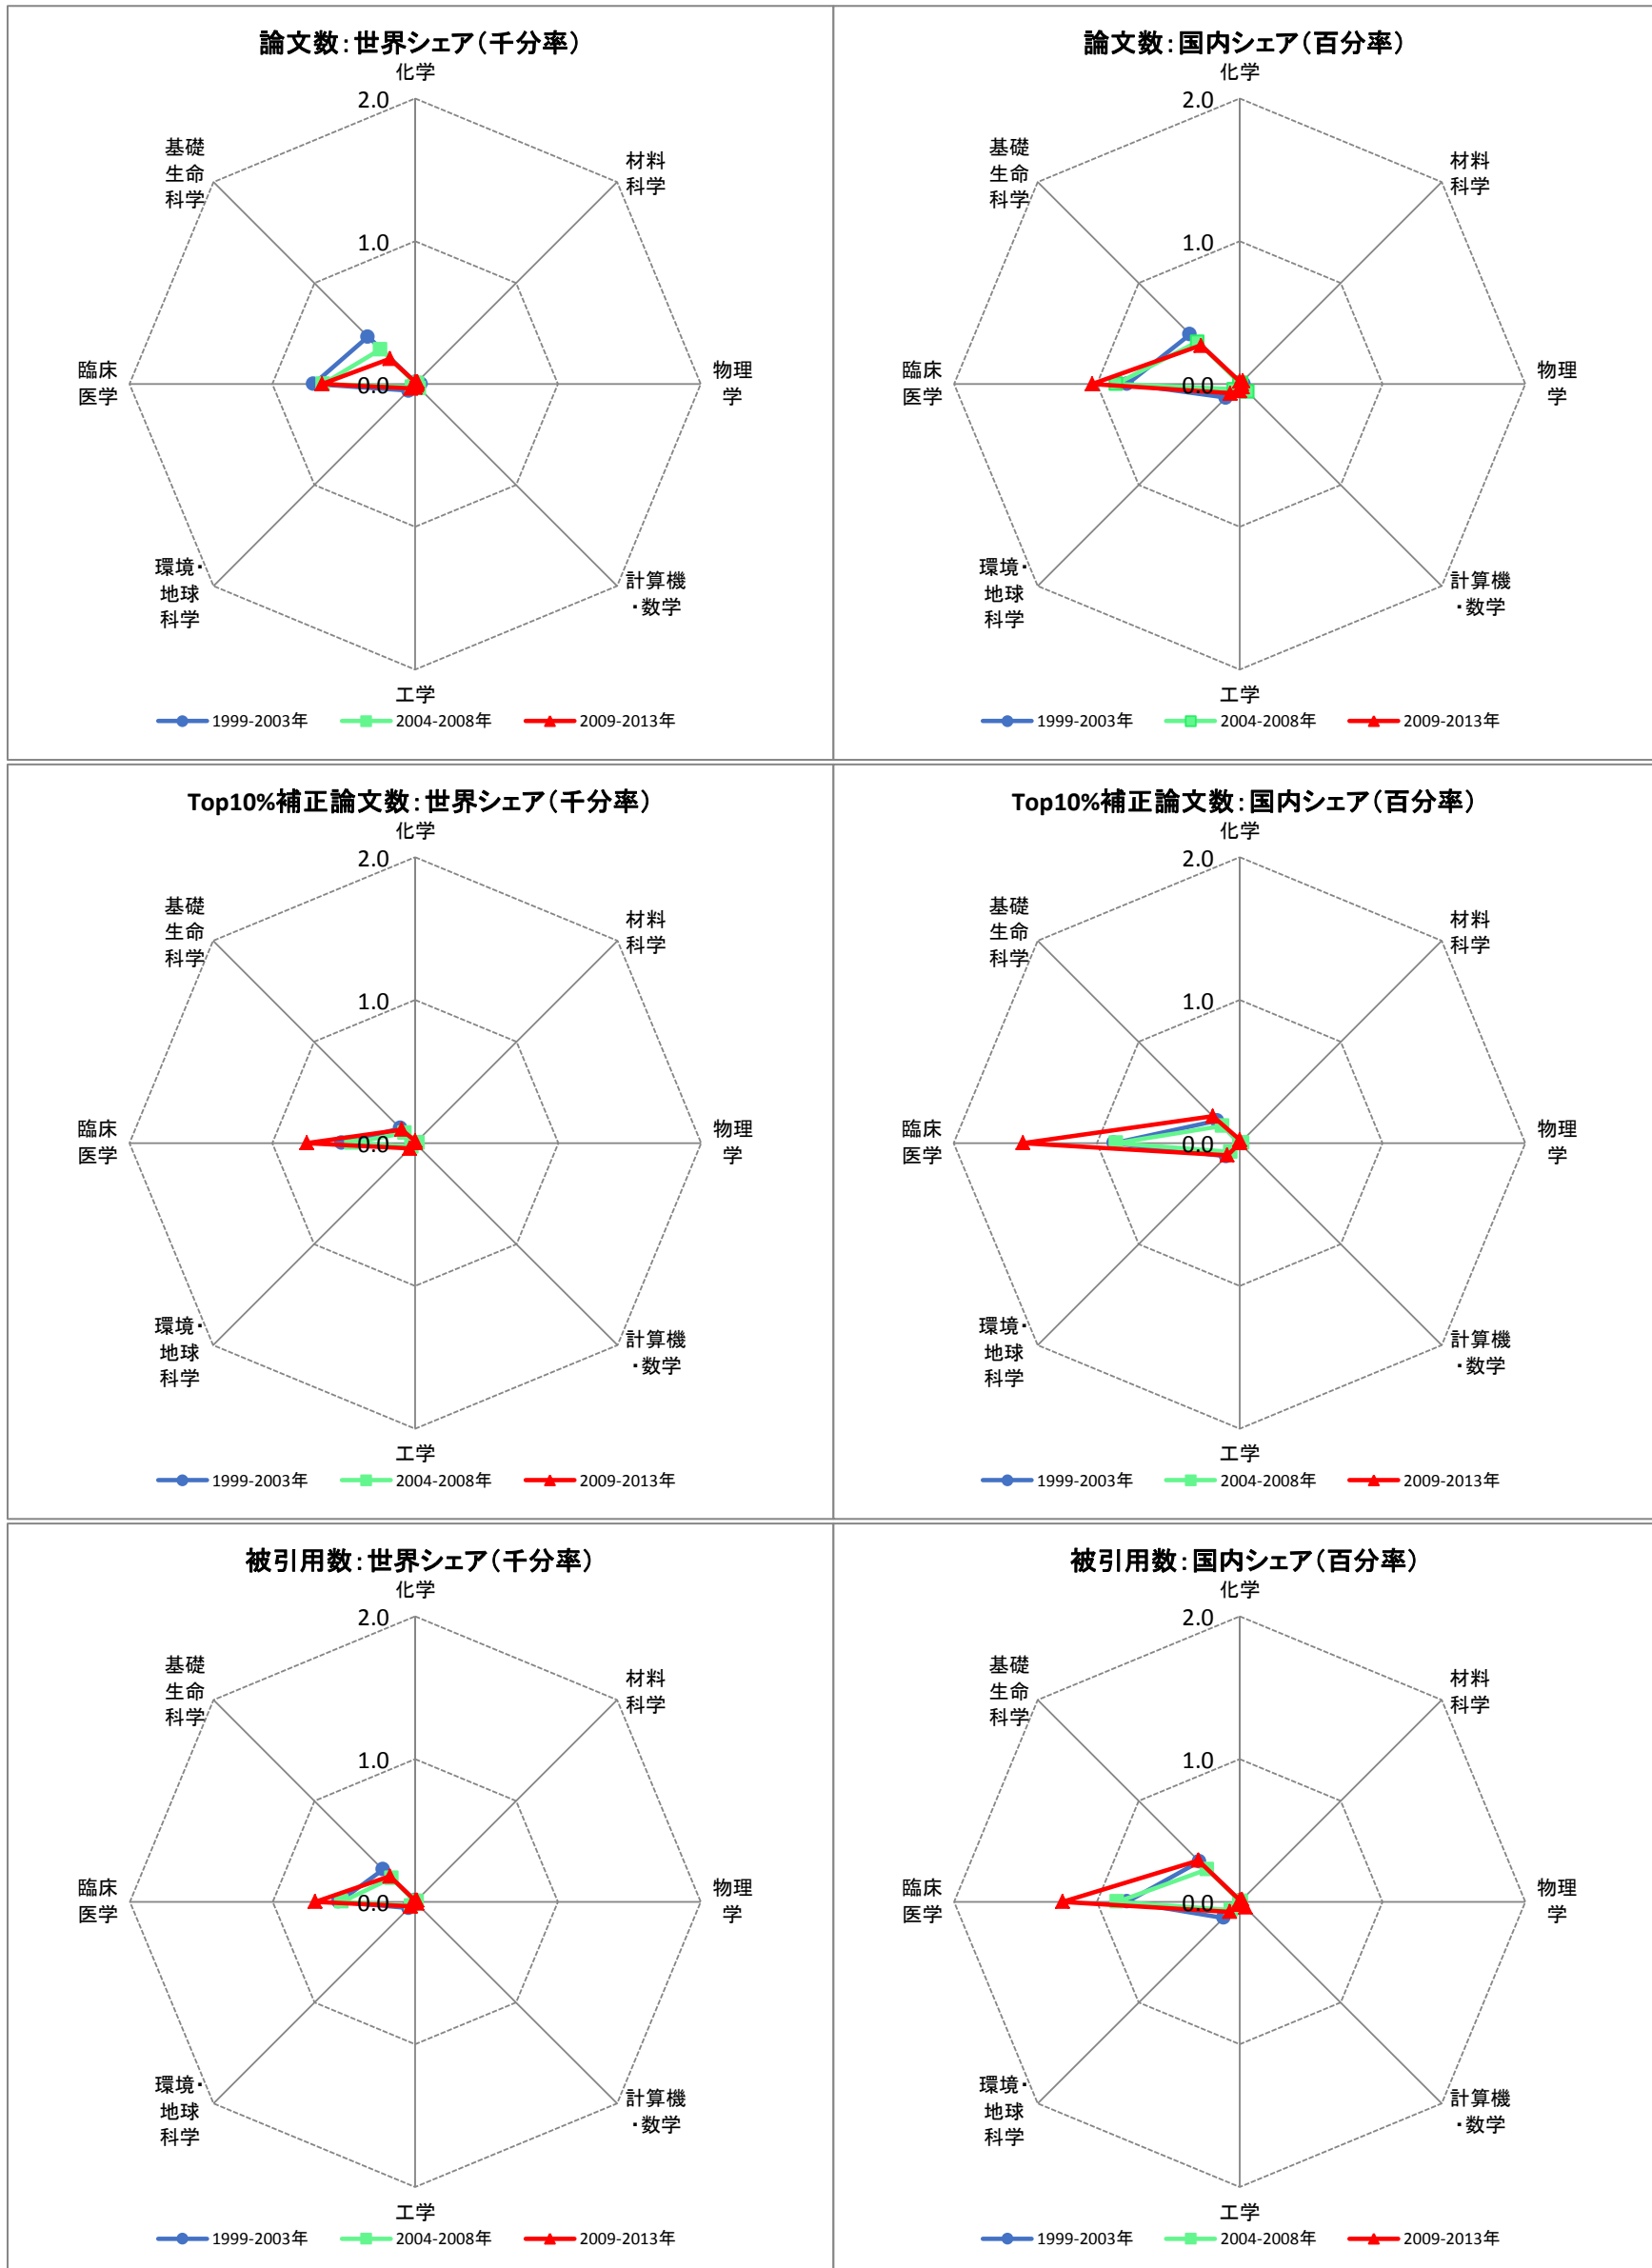 論文数：世界シェア（千分率）
化学
2.0
基礎
生命
科学
材料
科学
1.0
臨床
医学
0.0
物理
学
環境・
地球
科学
計算機
・数学
工学
1999-2003年 2004-2008年 2009-2013年
論文数：国内シェア（百分率）
化学
2.0
基礎
生命
科学
材料
科学
1.0
臨床
医学
0.0
物理
学
環境・
地球
科学
計算機
・数学
工学
1999-2003年 2004-2008年 2009-2013年
Top10%補正論文数：世界シェア（千分率）
化学
2.0
基礎
生命
科学
材料
科学
1.0
臨床
医学
0.0
物理
学
環境・
地球
科学
計算機
・数学
工学
1999-2003年 2004-2008年 2009-2013年
Top10%補正論文数：国内シェア（百分率）
化学
2.0
基礎
生命
科学
材料
科学
1.0
臨床
医学
0.0
物理
学
環境・
地球
科学
計算機
・数学
工学
1999-2003年 2004-2008年 2009-2013年
被引用数：世界シェア（千分率）
化学
2.0
基礎
生命
科学
材料
科学
1.0
臨床
医学
0.0
物理
学
環境・
地球
科学
計算機
・数学
工学
1999-2003年 2004-2008年 2009-2013年
被引用数：国内シェア（百分率）
化学
2.0
基礎
生命
科学
材料
科学
1.0
臨床
医学
0.0
物理
学
環境・
地球
科学
計算機
・数学
工学
1999-2003年 2004-2008年 2009-2013年